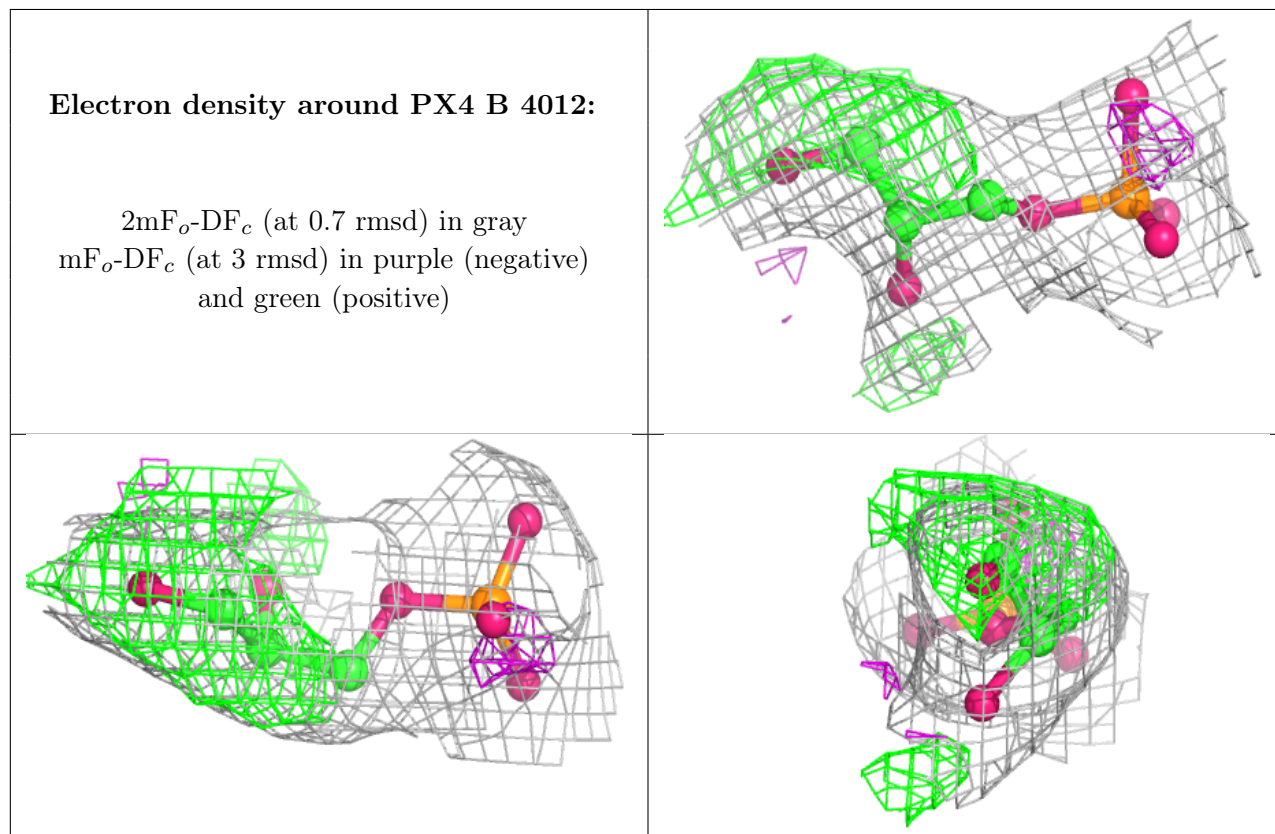 Electron density around PX4 B 4012:
2mFₒ-DF𝒸 (at 0.7 rmsd) in gray
mFₒ-DF𝒸 (at 3 rmsd) in purple (negative)
and green (positive)